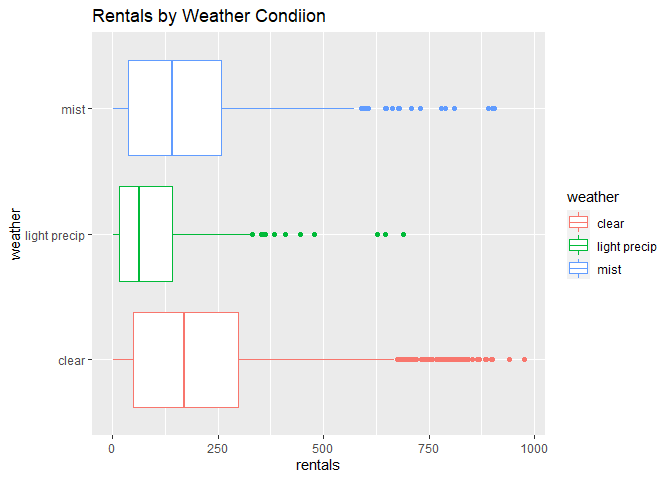 Rentals by Weather Condiion
mist
light precip
clear
weather
0
250
500
750
1000
rentals
weather
clear
light precip
mist